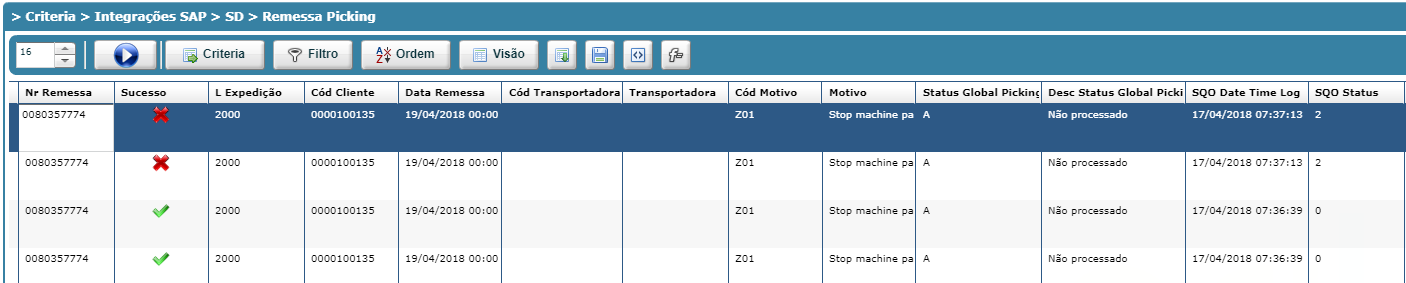 > Criteria > Integrações SAP > SD > Remessa Picking
16 Criteria Filtro Ordem Visão
Nr Remessa Sucesso L Expedição Cód Cliente Data Remessa Cód Transportadora Transportadora Cód Motivo Motivo Status Global Picking Desc Status Global Picki SQO Date Time Log SQO Status
0080357774 2000 0000100135 19/04/2018 00:00 Z01 Stop machine pa A Não processado 17/04/2018 07:37:13 2
0080357774 2000 0000100135 19/04/2018 00:00 Z01 Stop machine pa A Não processado 17/04/2018 07:37:13 2
0080357774 2000 0000100135 19/04/2018 00:00 Z01 Stop machine pa A Não processado 17/04/2018 07:36:39 0
0080357774 2000 0000100135 19/04/2018 00:00 Z01 Stop machine pa A Não processado 17/04/2018 07:36:39 0